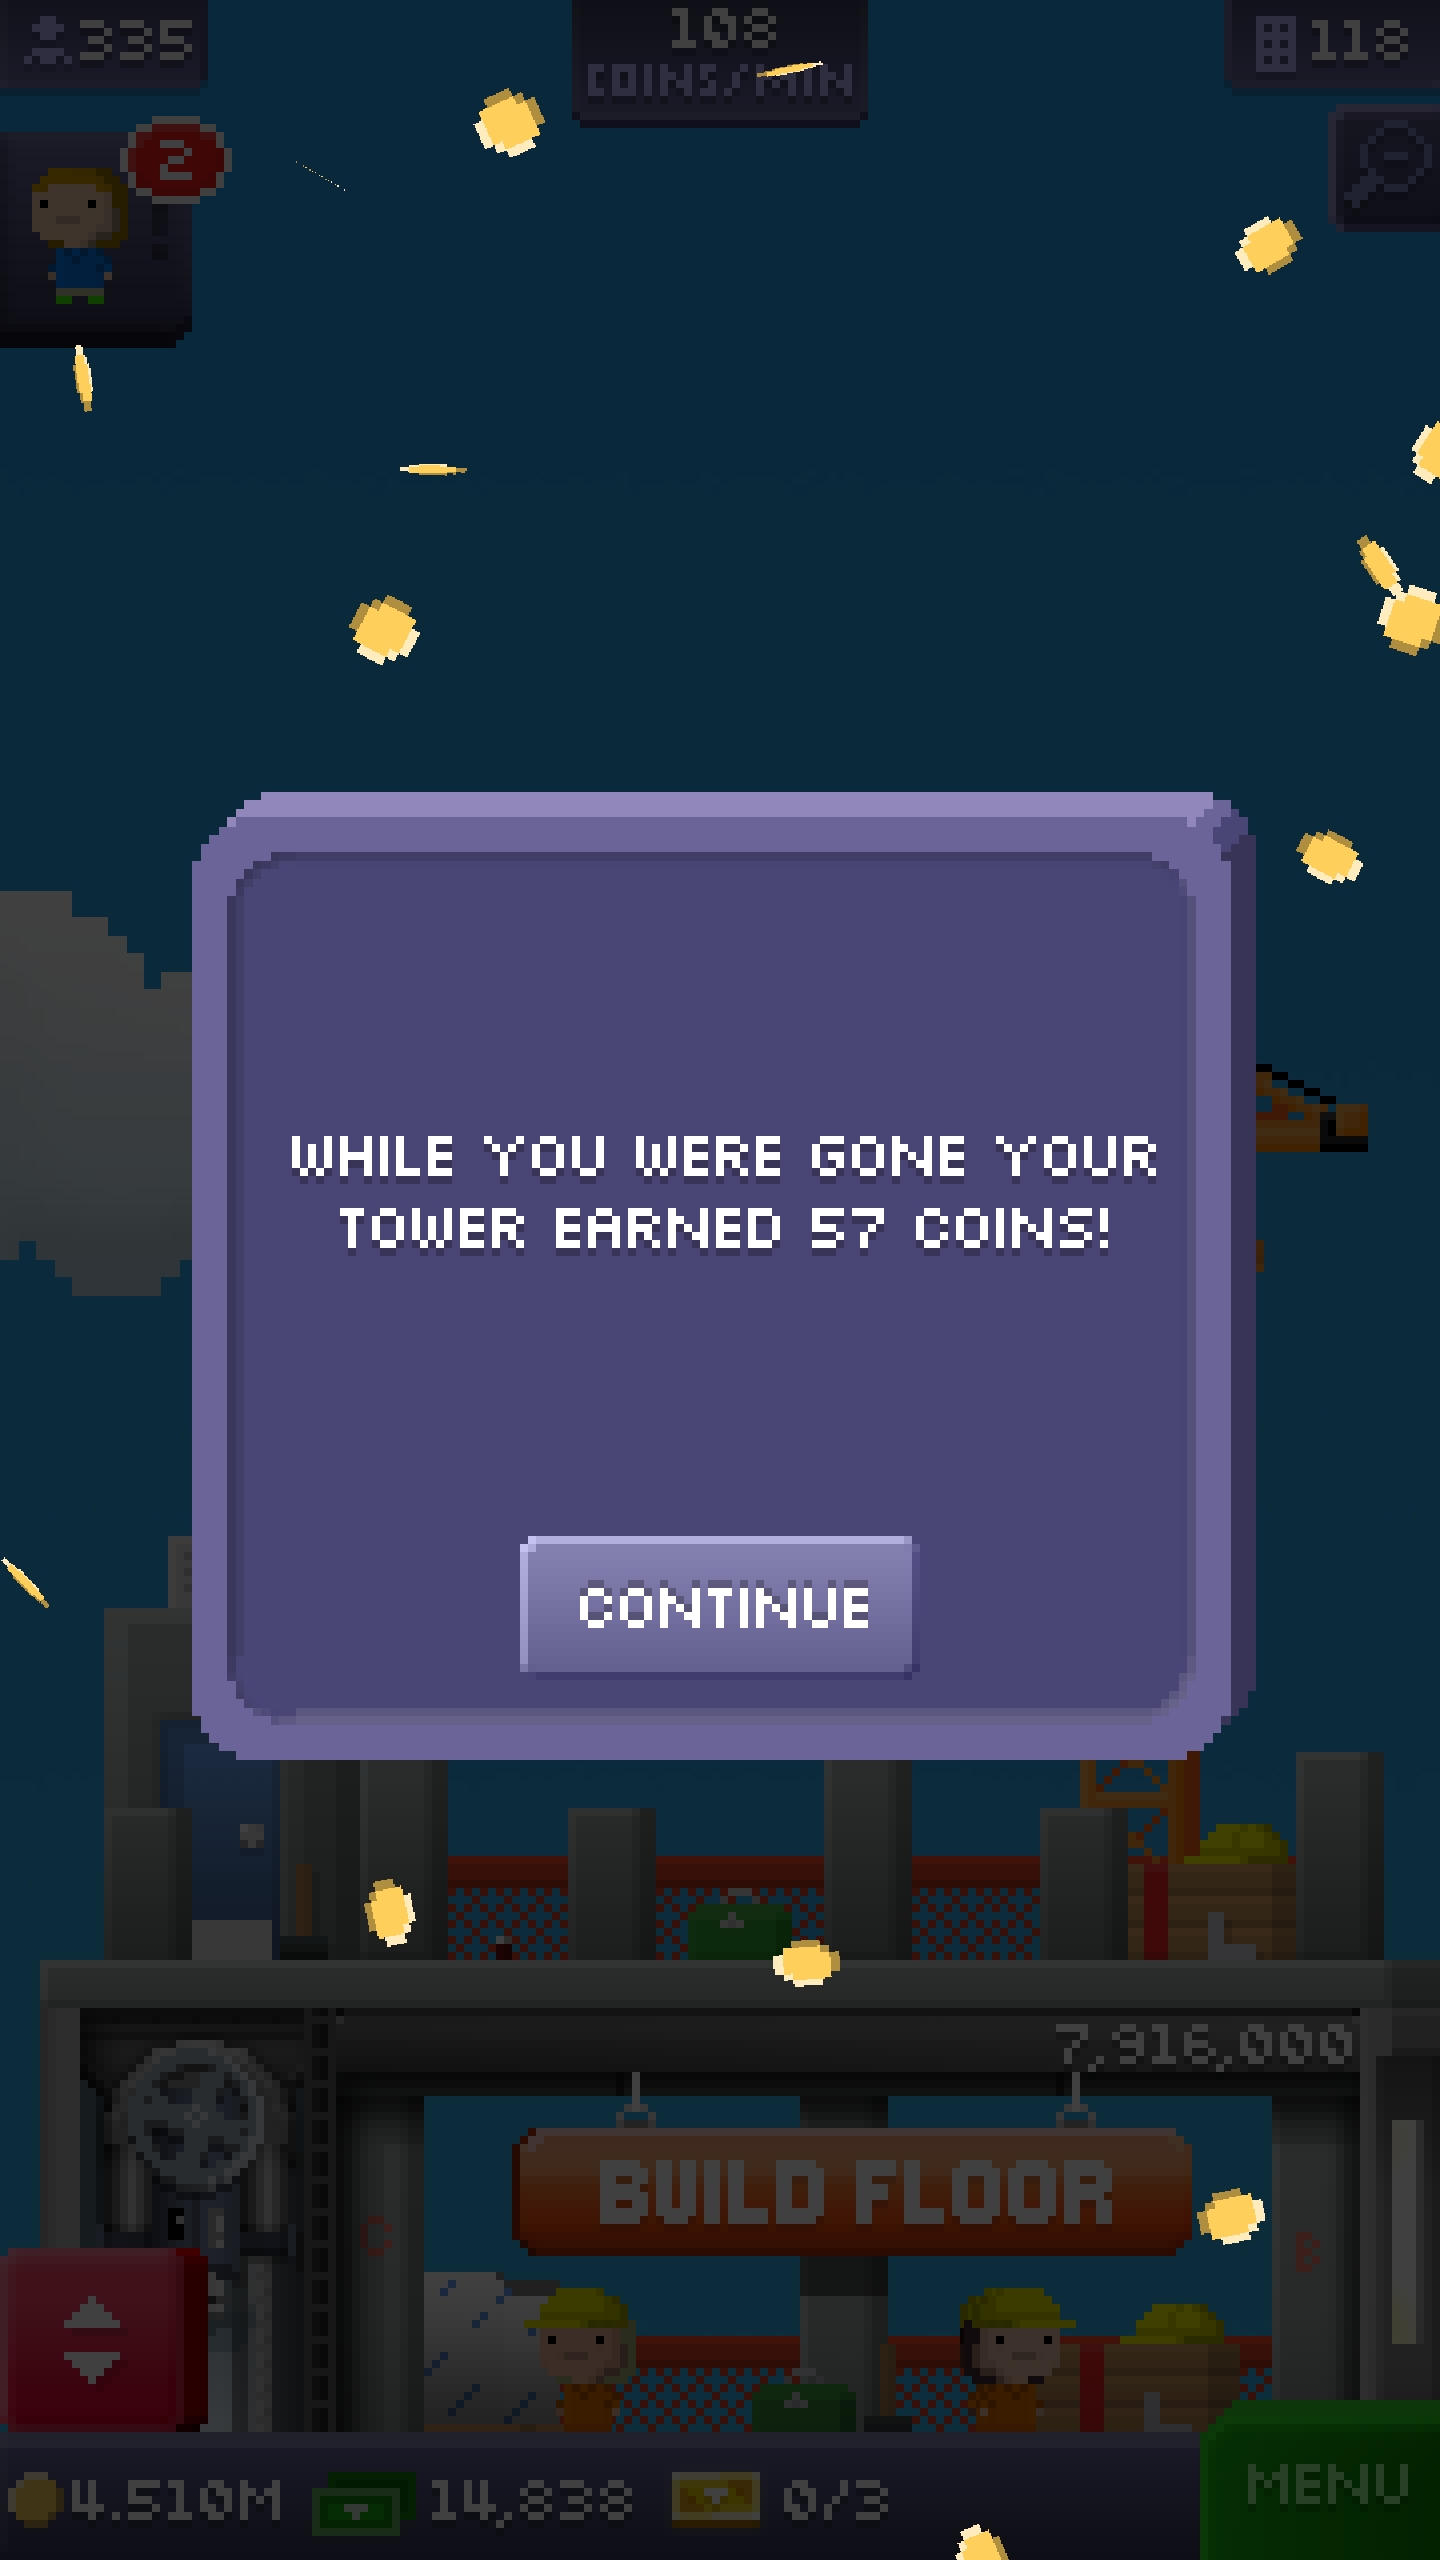 335
108
COINS/MIN
118
2
WHILE YOU WERE GONE YOUR
TOWER EARNED 57 COINS!
CONTINUE
7,916,000
BUILD FLOOR
C
B
4.510M
14,838
0/3
MENU